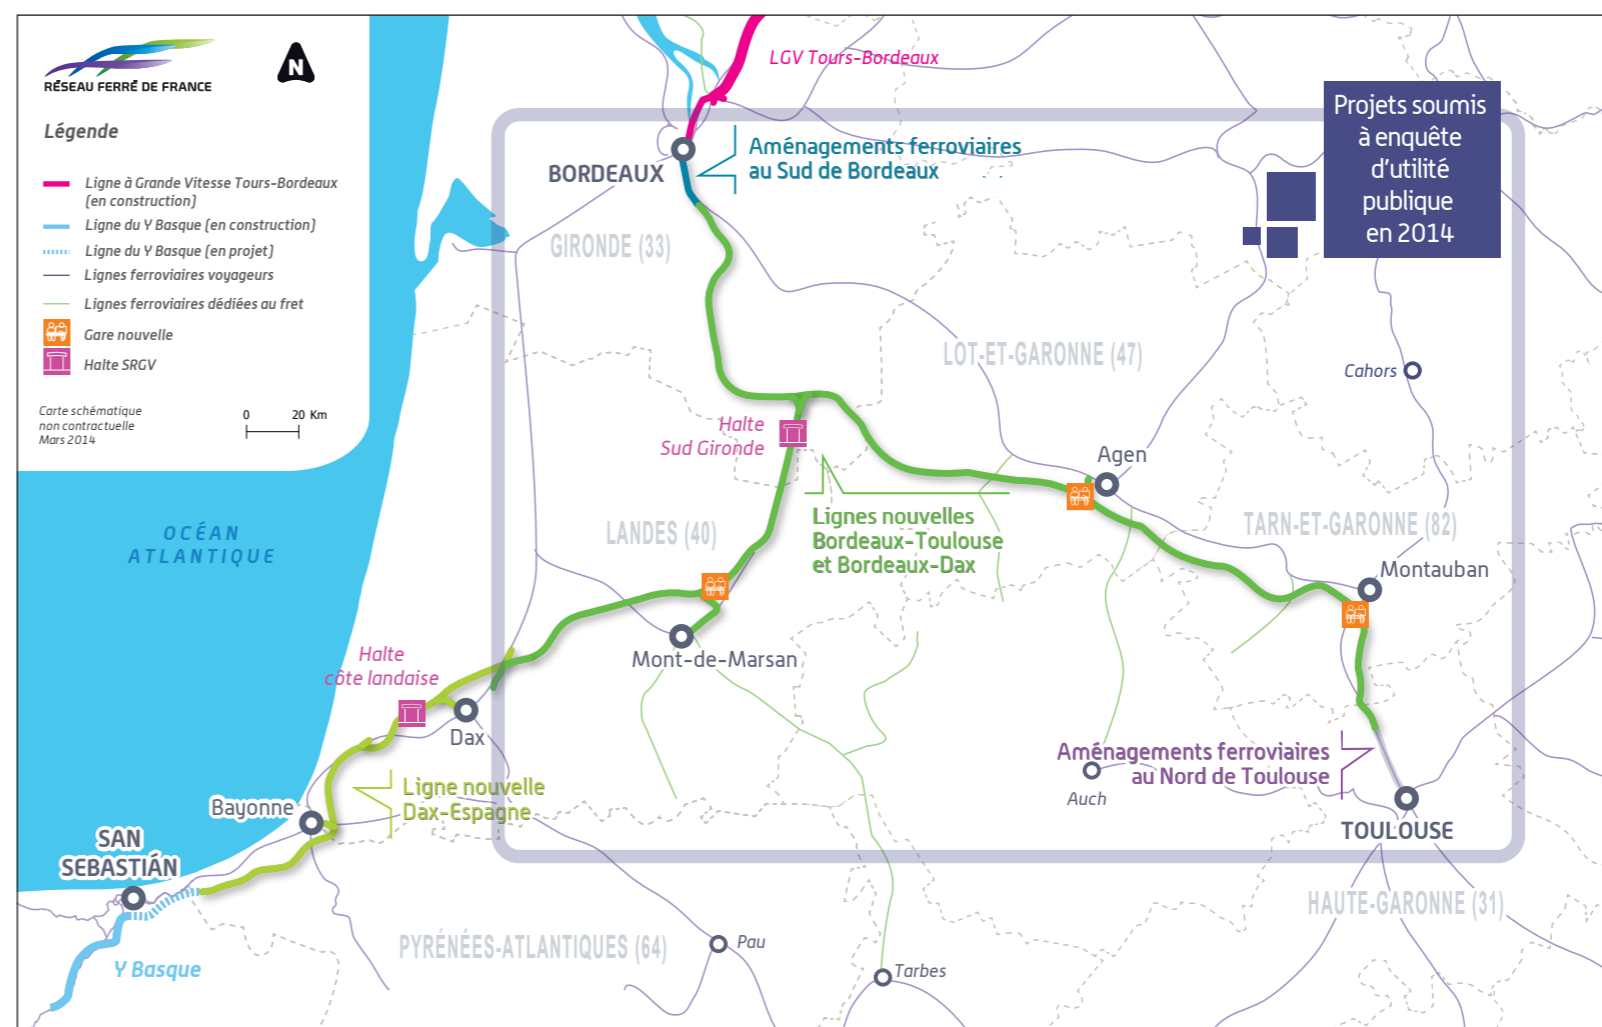 RÉSEAU FERRÉ DE FRANCE
N
Légende
Ligne à Grande Vitesse Tours-Bordeaux
(en construction)
Ligne du Y Basque (en construction)
Ligne du Y Basque (en projet)
Lignes ferroviaires voyageurs
Lignes ferroviaires dédiées au fret
Gare nouvelle
Halte SRGV
Carte schématique
non contractuelle
Mars 2014
0 20 Km
LGV Tours-Bordeaux
Projets soumis
à enquête
d'utilité
publique
en 2014
BORDEAUX
Aménagements ferroviaires
au Sud de Bordeaux
GIRONDE (33)
LOT-ET-GARONNE (47)
Cahors
Halte
Sud Gironde
Agen
OCÉAN
ATLANTIQUE
LANDES (40)
Lignes nouvelles
Bordeaux-Toulouse
et Bordeaux-Dax
TARN-ET-GARONNE (82)
Montauban
Mont-de-Marsan
Halte
côte landaise
Dax
Aménagements ferroviaires
au Nord de Toulouse
Auch
Ligne nouvelle
Dax-Espagne
Bayonne
TOULOUSE
SAN
SEBASTIÁN
HAUTE-GARONNE (31)
PYRÉNÉES-ATLANTIQUES (64)
Pau
Y Basque
Tarbes